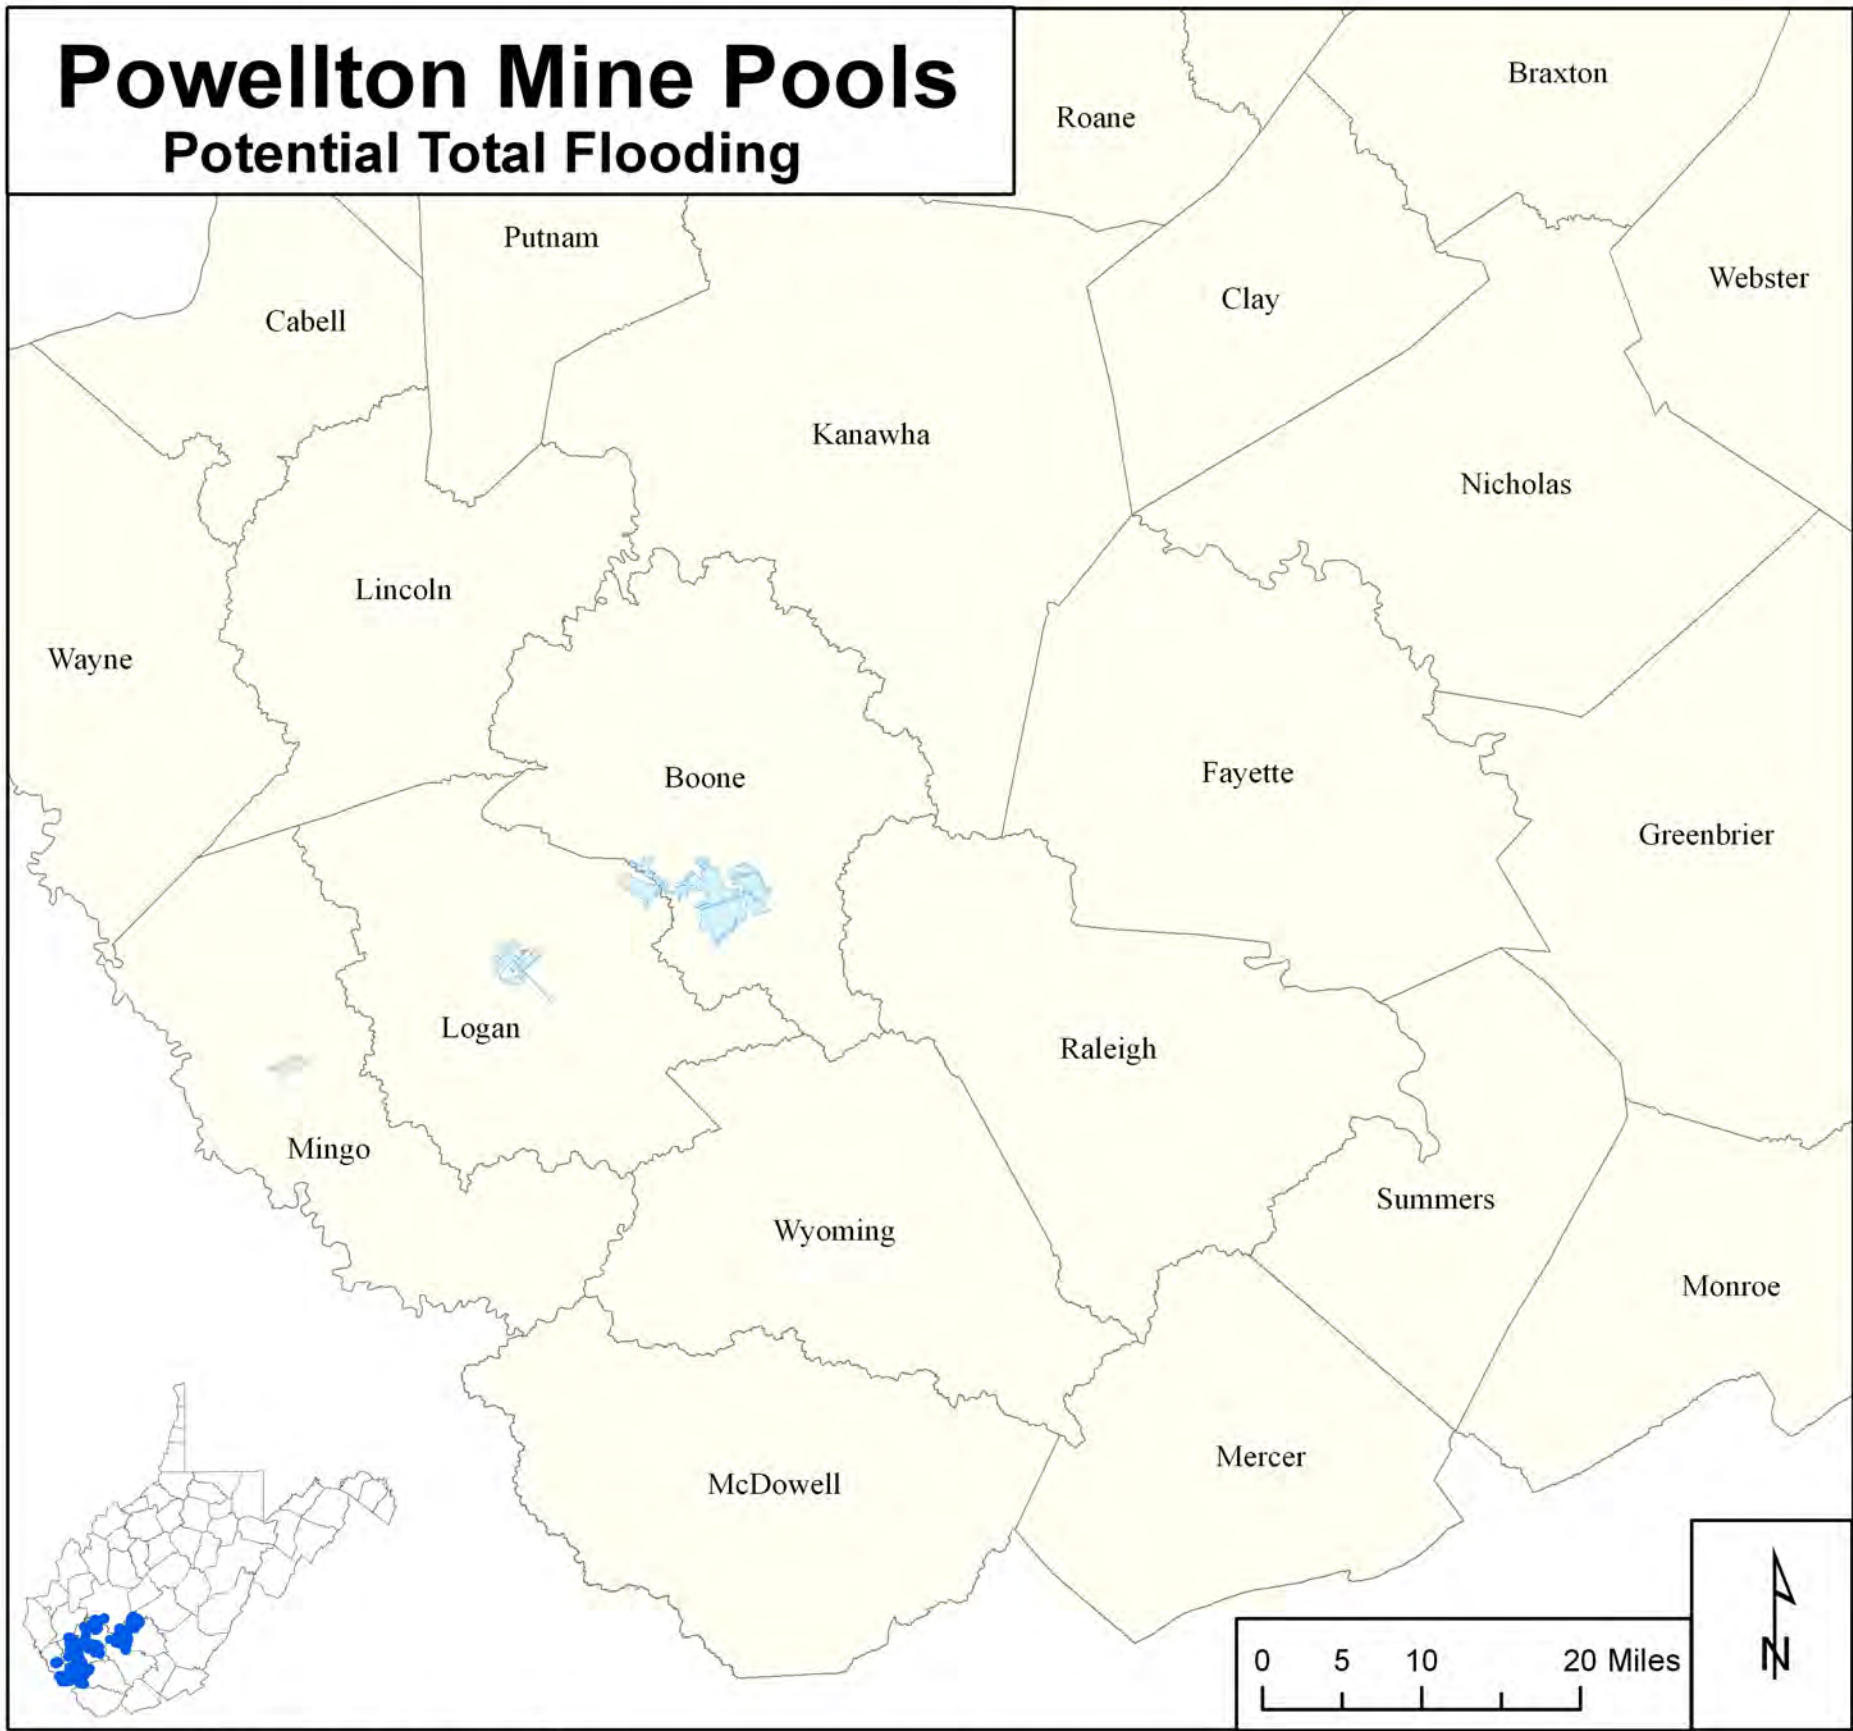 Powellton Mine Pools
Potential Total Flooding
Braxton
Roane
Putnam
Webster
Clay
Cabell
Kanawha
Nicholas
Lincoln
Wayne
Fayette
Boone
Greenbrier
Logan
Raleigh
Mingo
Summers
Wyoming
Monroe
Mercer
McDowell
0 5 10 20 Miles
N